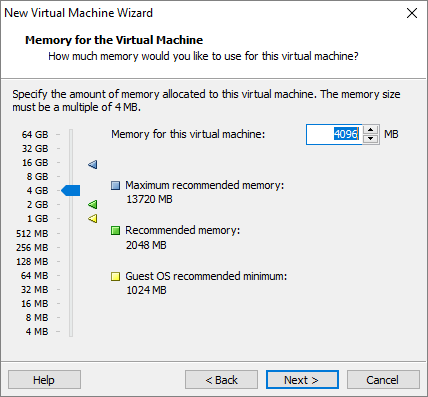 New Virtual Machine Wizard
Memory for the Virtual Machine
How much memory would you like to use for this virtual machine?
Specify the amount of memory allocated to this virtual machine. The memory size
must be a multiple of 4 MB.
64 GB
32 GB
16 GB
8 GB
4 GB
2 GB
1 GB
512 MB
256 MB
128 MB
64 MB
32 MB
16 MB
8 MB
4 MB
Memory for this virtual machine: 4096 MB
Maximum recommended memory:
13720 MB
Recommended memory:
2048 MB
Guest OS recommended minimum:
1024 MB
Help < Back Next > Cancel